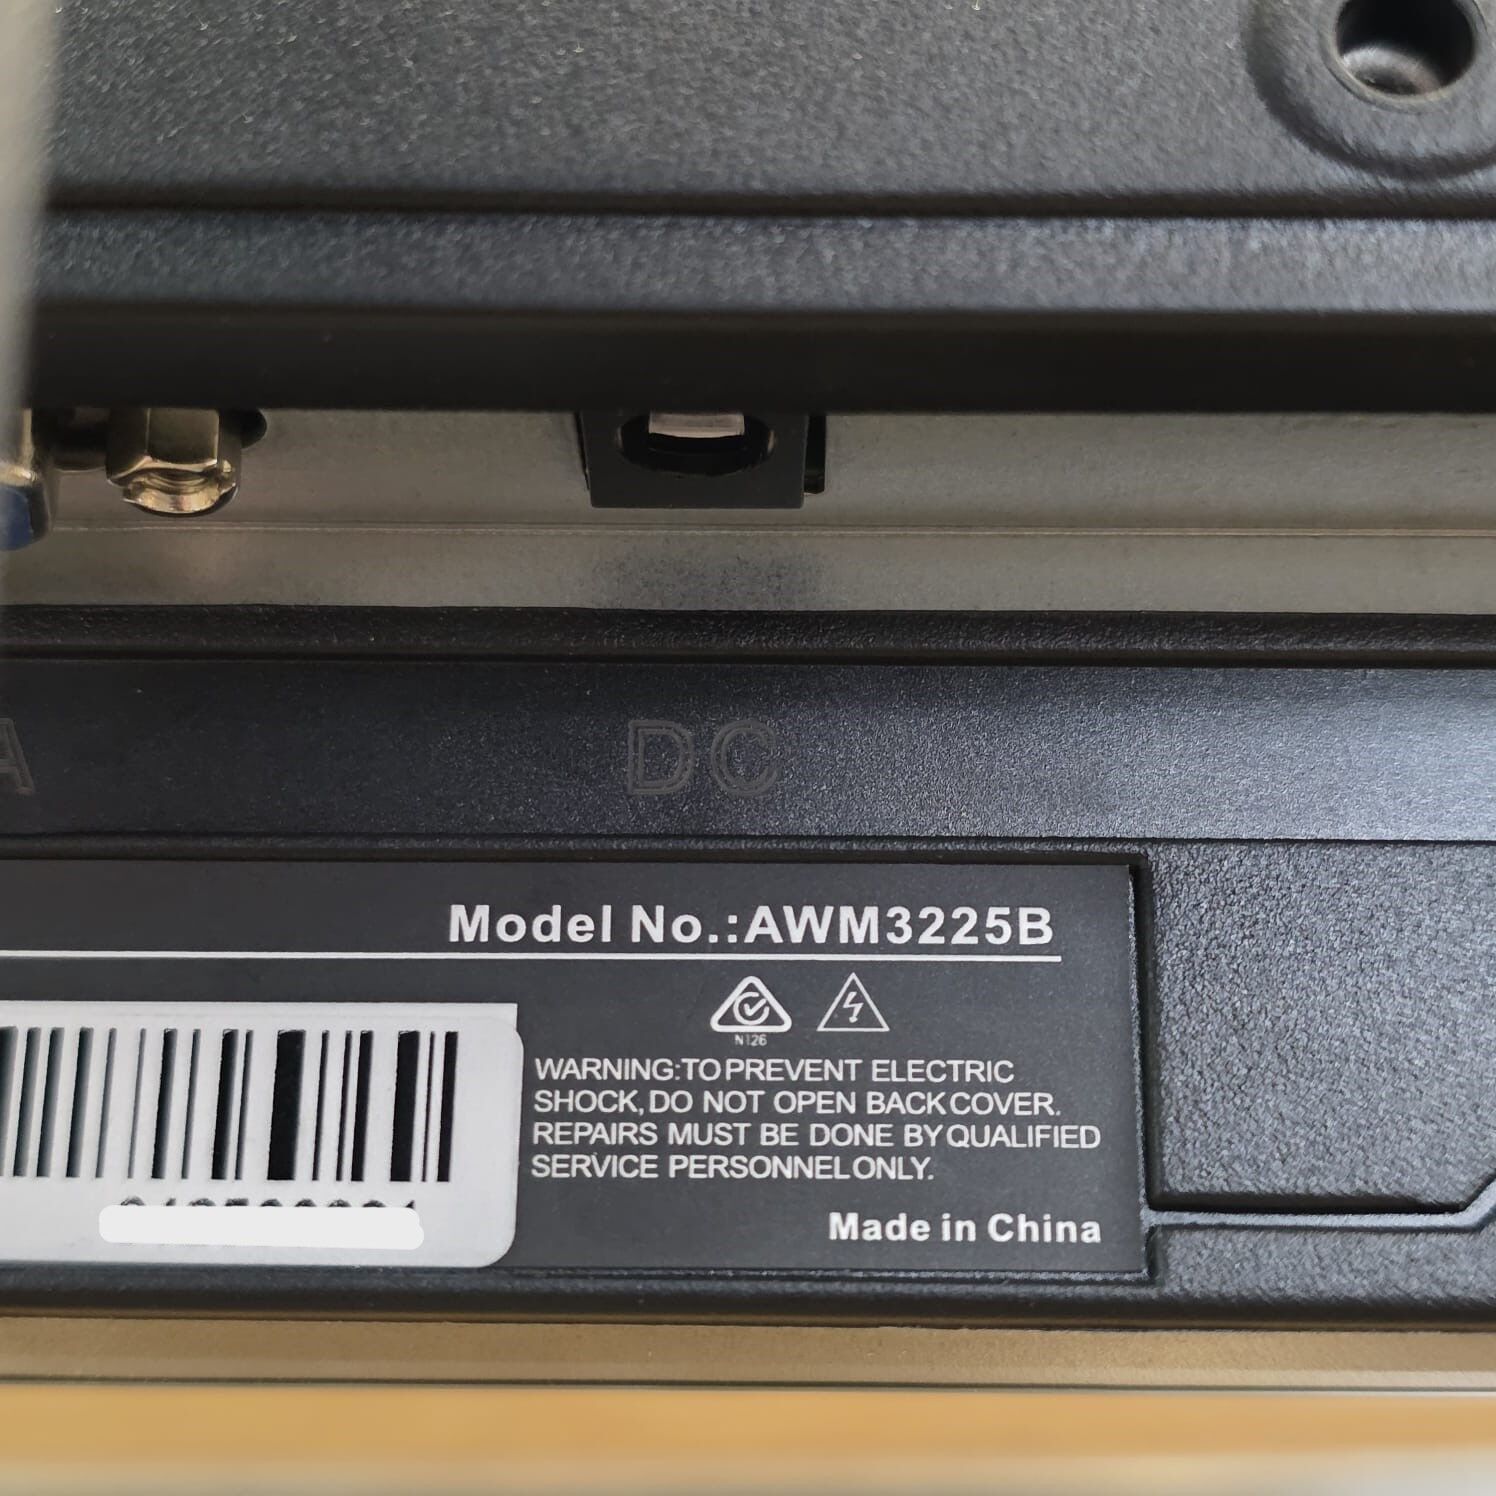 A DC
Model No.:AWM3225B
N126
WARNING:TO PREVENT ELECTRIC
SHOCK, DO NOT OPEN BACK COVER.
REPAIRS MUST BE DONE BY QUALIFIED
SERVICE PERSONNEL ONLY.
Made in China